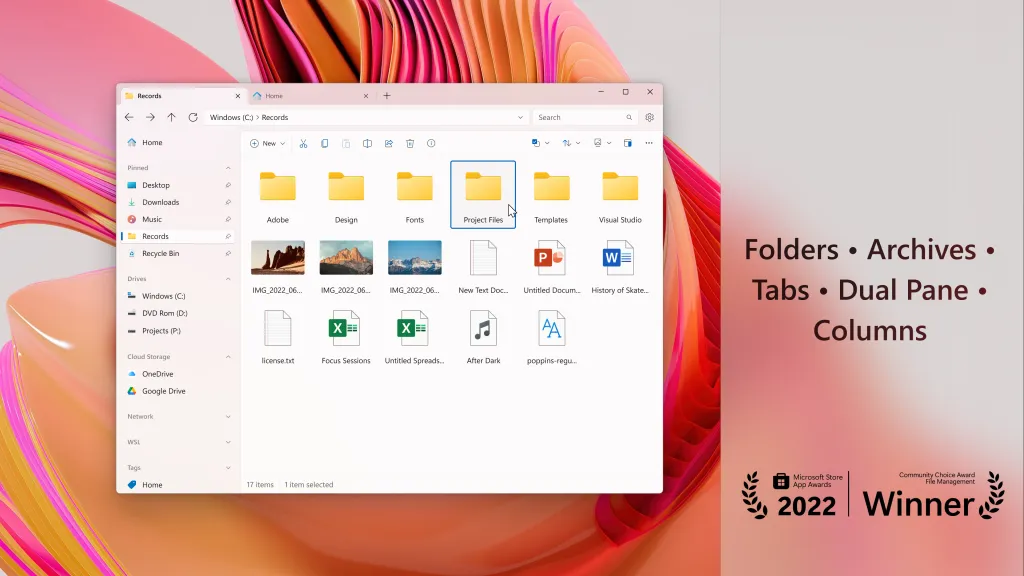 Records
Home
Windows (C:) > Records
Search
Home
New
Pinned
Desktop
Downloads
Music
Records
Recycle Bin
Drives
Windows (C:)
DVD Rom (D:)
Projects (P:)
Cloud Storage
OneDrive
Google Drive
Network
WSL
Tags
Home
Adobe
Design
Fonts
Project Files
Templates
Visual Studio
IMG_2022_06...
IMG_2022_06...
IMG_2022_06...
New Text Doc...
Untitled Docum...
History of Skate...
license.txt
Focus Sessions
Untitled Spreads...
After Dark
poppins-regu...
17 items
1 item selected
Folders • Archives •
Tabs • Dual Pane •
Columns
Microsoft Store
App Awards
2022
Community Choice Award
File Management
Winner